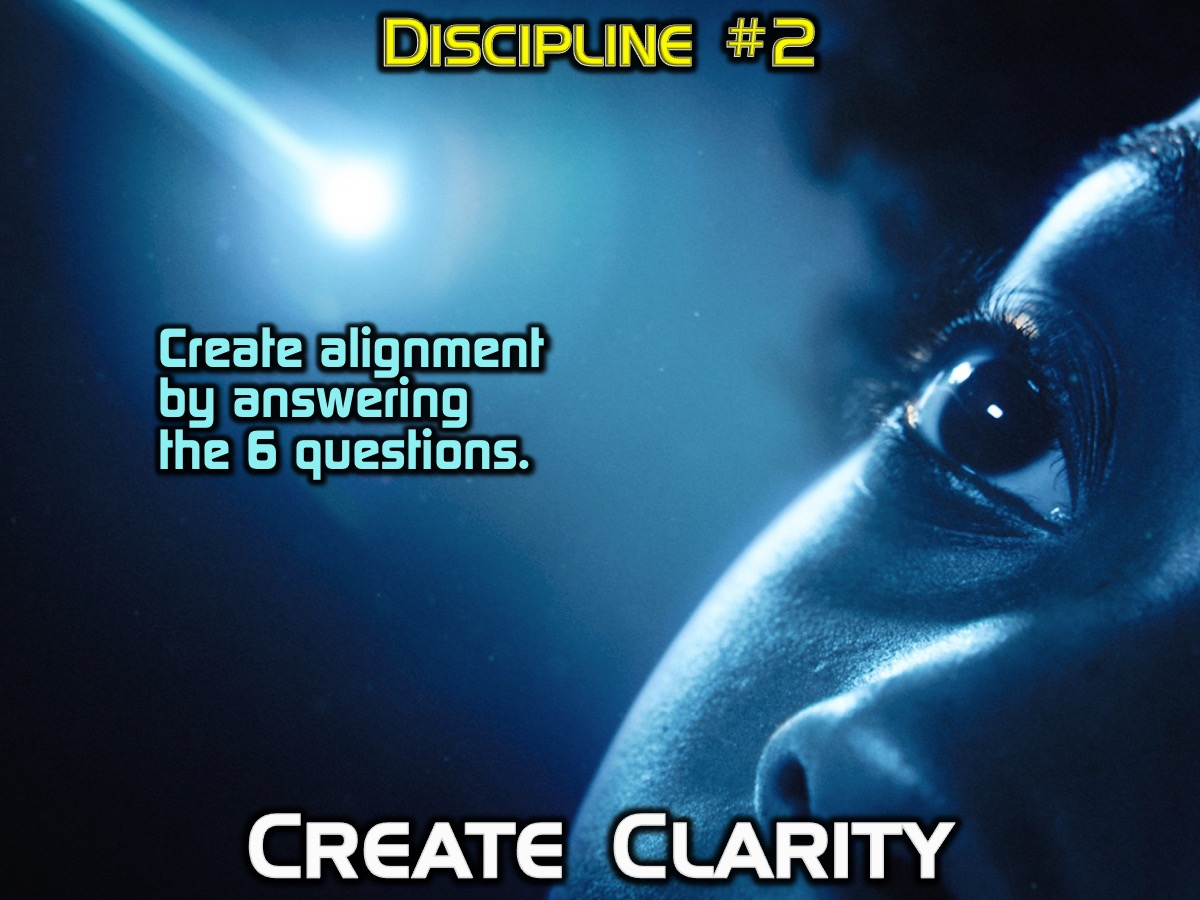 Discipline #2
Create alignment
by answering
the 6 questions.
Create Clarity